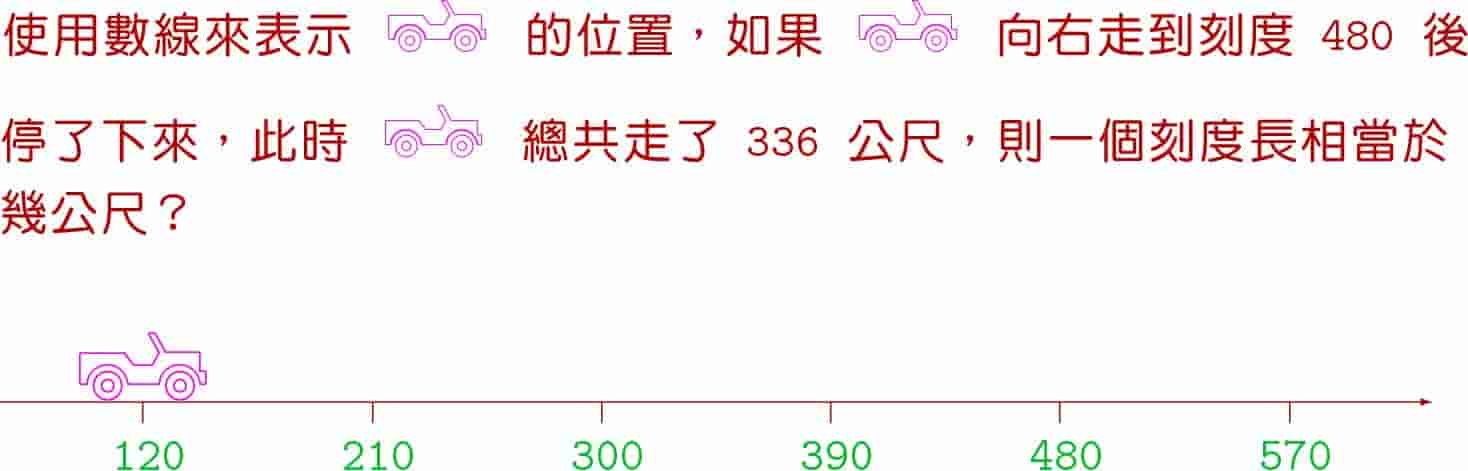 使用數線來表示 的位置，如果 向右走到刻度 480 後
停了下來，此時 總共走了 336 公尺，則一個刻度長相當於
幾公尺？
120 210 300 390 480 570